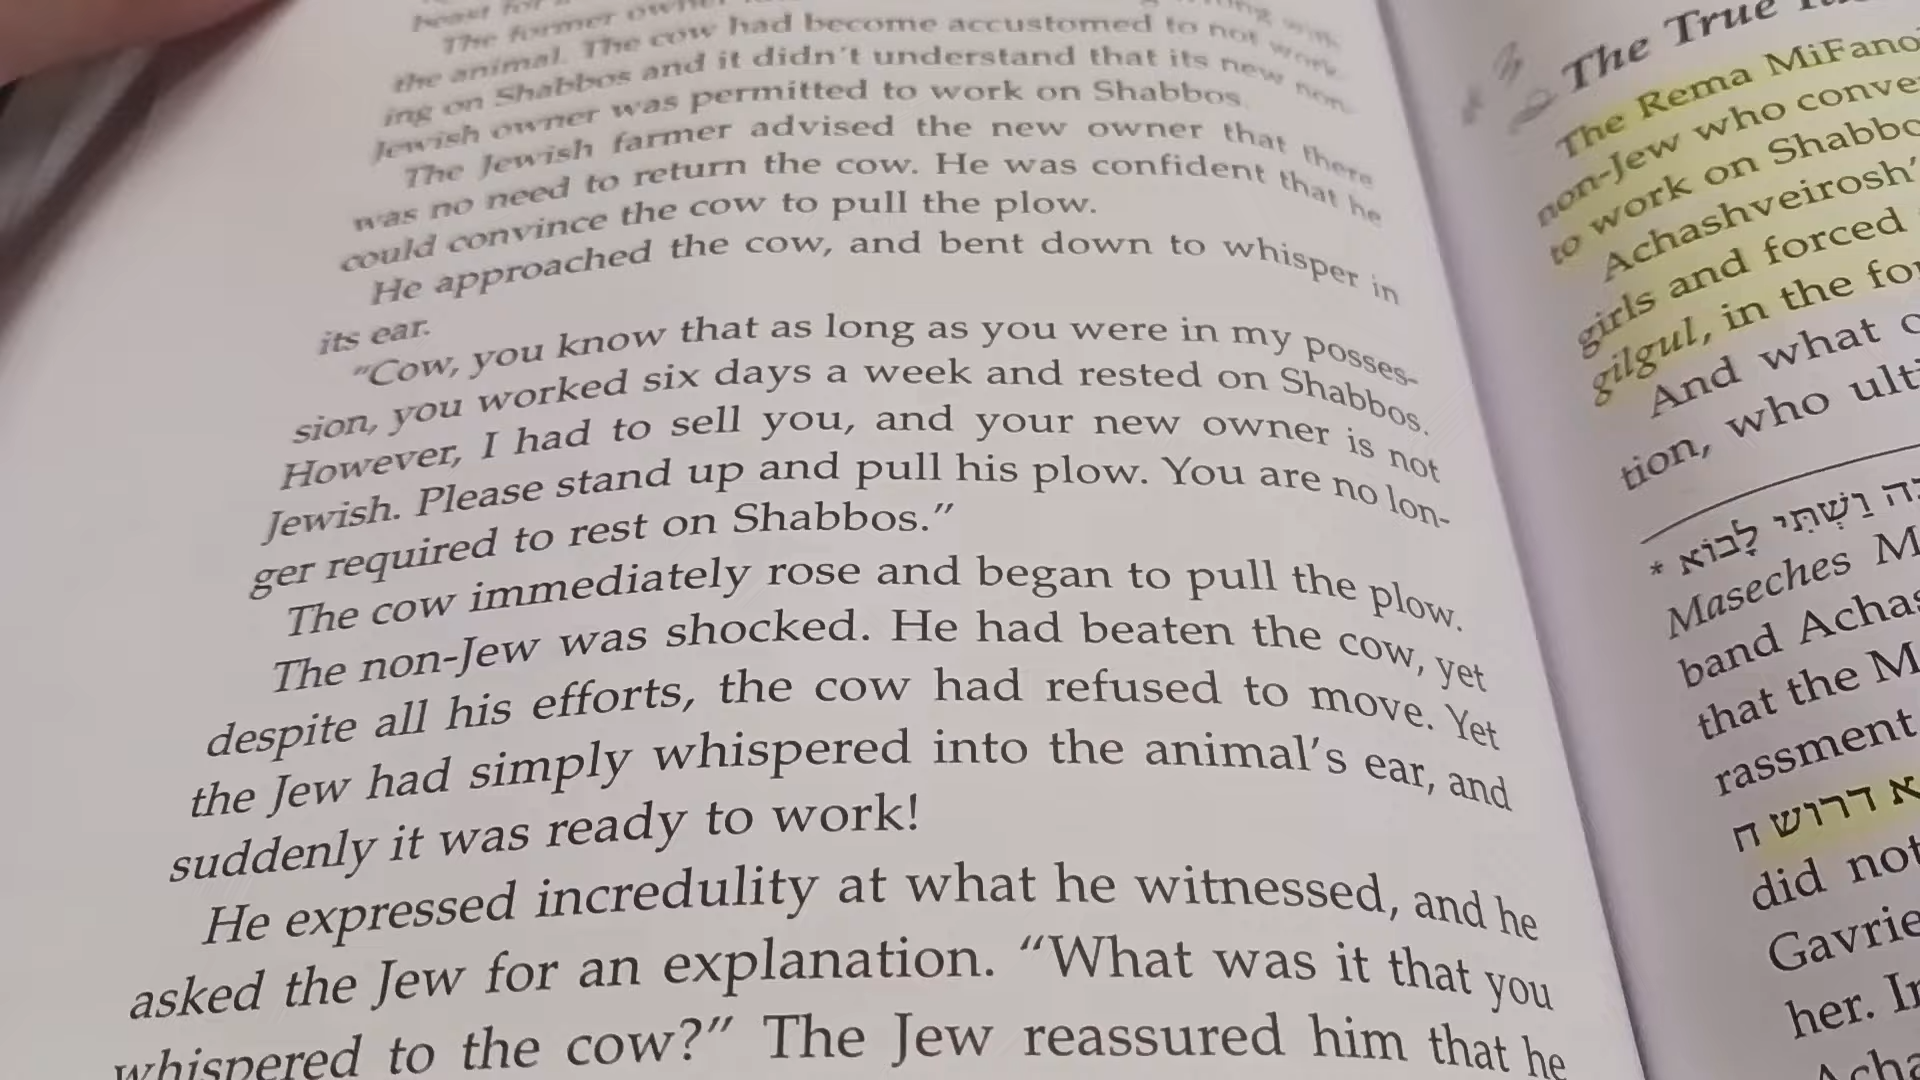 beast for a
The former owner
the animal. The cow had become accustomed to not work-
ing on Shabbos and it didn't understand that its new non-
Jewish owner was permitted to work on Shabbos.
The Jewish farmer advised the new owner that there
was no need to return the cow. He was confident that he
could convince the cow to pull the plow.
He approached the cow, and bent down to whisper in
its ear.
"Cow, you know that as long as you were in my posses-
sion, you worked six days a week and rested on Shabbos.
However, I had to sell you, and your new owner is not
Jewish. Please stand up and pull his plow. You are no lon-
ger required to rest on Shabbos."
The cow immediately rose and began to pull the plow.
The non-Jew was shocked. He had beaten the cow, yet
despite all his efforts, the cow had refused to move. Yet
the Jew had simply whispered into the animal's ear, and
suddenly it was ready to work!
He expressed incredulity at what he witnessed, and he
asked the Jew for an explanation. "What was it that you
whispered to the cow?" The Jew reassured him that he
The True
The Rema MiFano
non-Jew who conve
to work on Shabbo
Achashveirosh'
girls and forced
gilgul, in the fo
And what
tion, who ulti
* וַשְׁתִּי לָבוֹא
Maseches M
band Achas
that the M
rassment
א דרוש ח
did not
Gavrie
her. In
Acha